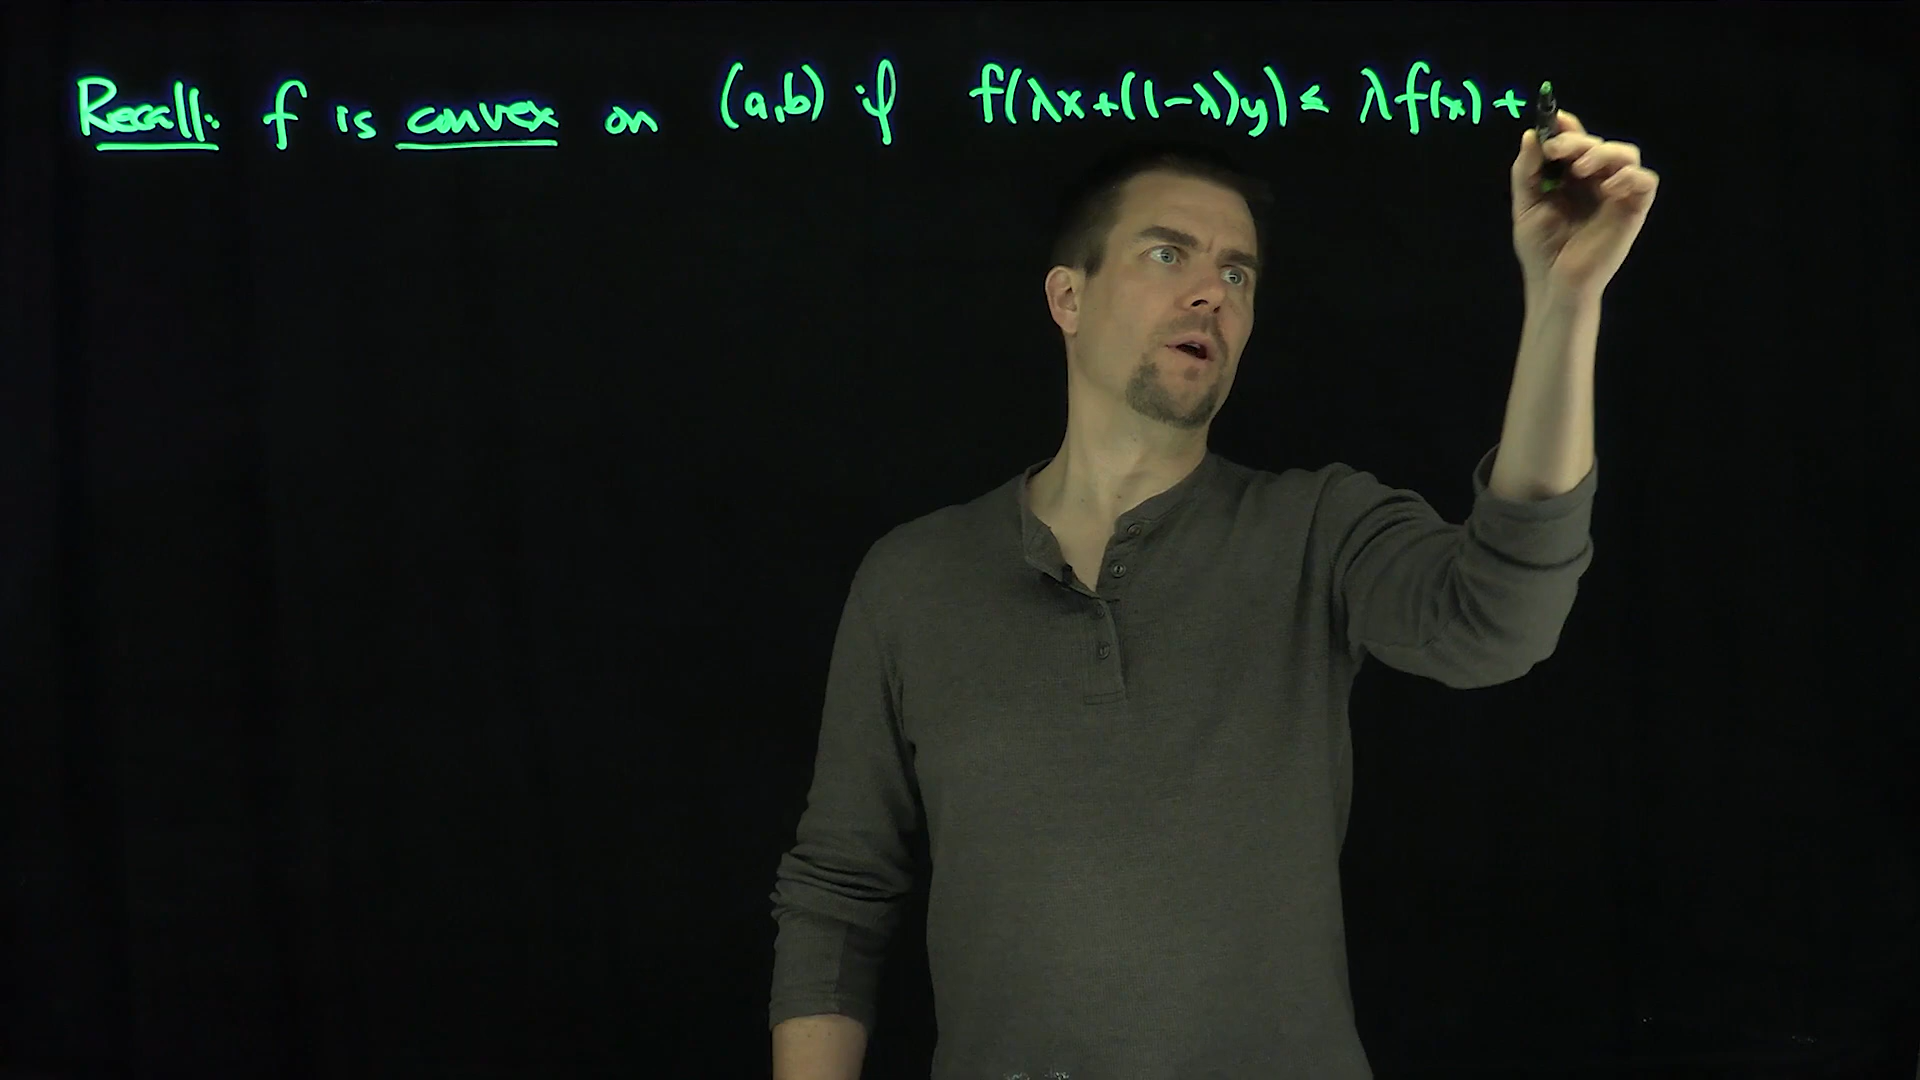 Recall: f is convex on (a,b) if f(λx+(1-λ)y) ≤ λf(x) +